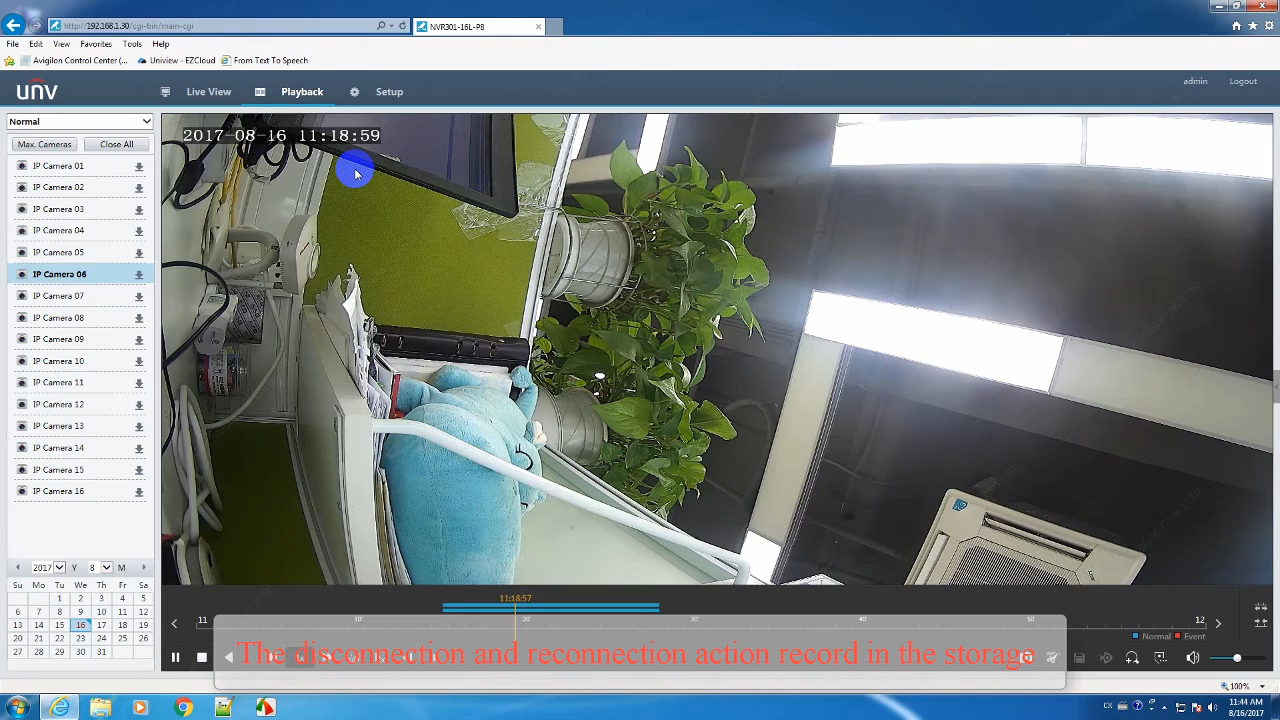 http://192.168.1.30/cgi-bin/main-cgi
NVR301-16L-P8
File Edit View Favorites Tools Help
Avigilon Control Center (... Uniview - EZCloud From Text To Speech
admin Logout
unv Live View Playback Setup
Normal
Max. Cameras Close All
2017-08-16 11:18:59
IP Camera 01
IP Camera 02
IP Camera 03
IP Camera 04
IP Camera 05
IP Camera 06
IP Camera 07
IP Camera 08
IP Camera 09
IP Camera 10
IP Camera 11
IP Camera 12
IP Camera 13
IP Camera 14
IP Camera 15
IP Camera 16
2017 Y 8 M
Su Mo Tu We Th Fr Sa
1 2 3 4 5
6 7 8 9 10 11 12
13 14 15 16 17 18 19
20 21 22 23 24 25 26
27 28 29 30 31
11:18:57
11 10' 20' 30' 40' 50' 12
Normal Event
The disconnection and reconnection action record in the storage
100%
CH
11:44 AM
8/16/2017